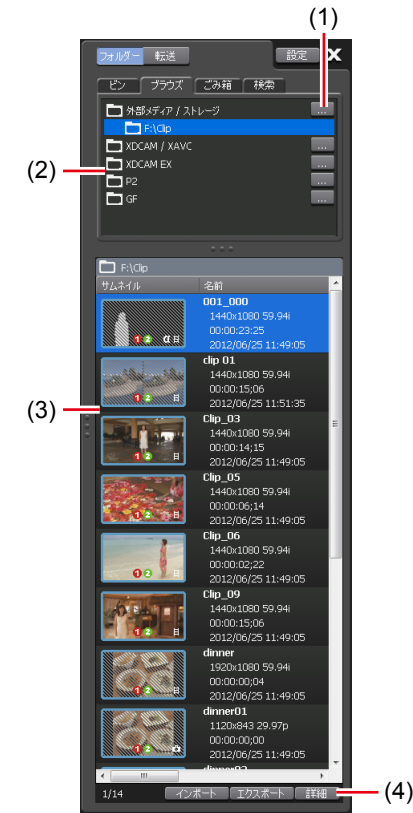 (1)
フォルダー 転送 設定 X
ビン ブラウズ ごみ箱 検索
外部メディア / ストレージ ...
F:\Clip
XDCAM / XAVC ...
(2)
XDCAM EX ...
P2 ...
GF ...
F:\Clip
サムネイル 名前
001_000
1440x1080 59.94i
00:00:23;25
2012/06/25 11:49:05
clip 01
1440x1080 59.94i
00:00:15;06
2012/06/25 11:51:35
(3)
Clip_03
1440x1080 59.94i
00:00:14;15
2012/06/25 11:49:05
Clip_05
1440x1080 59.94i
00:00:06;14
2012/06/25 11:49:05
Clip_06
1440x1080 59.94i
00:00:02;22
2012/06/25 11:49:05
Clip_09
1440x1080 59.94i
00:00:15;06
2012/06/25 11:49:05
dinner
1920x1080 59.94i
00:00:00;04
2012/06/25 11:49:05
dinner01
1120x843 29.97p
00:00:00;00
2012/06/25 11:49:05
1/14 インポート エクスポート 詳細
(4)